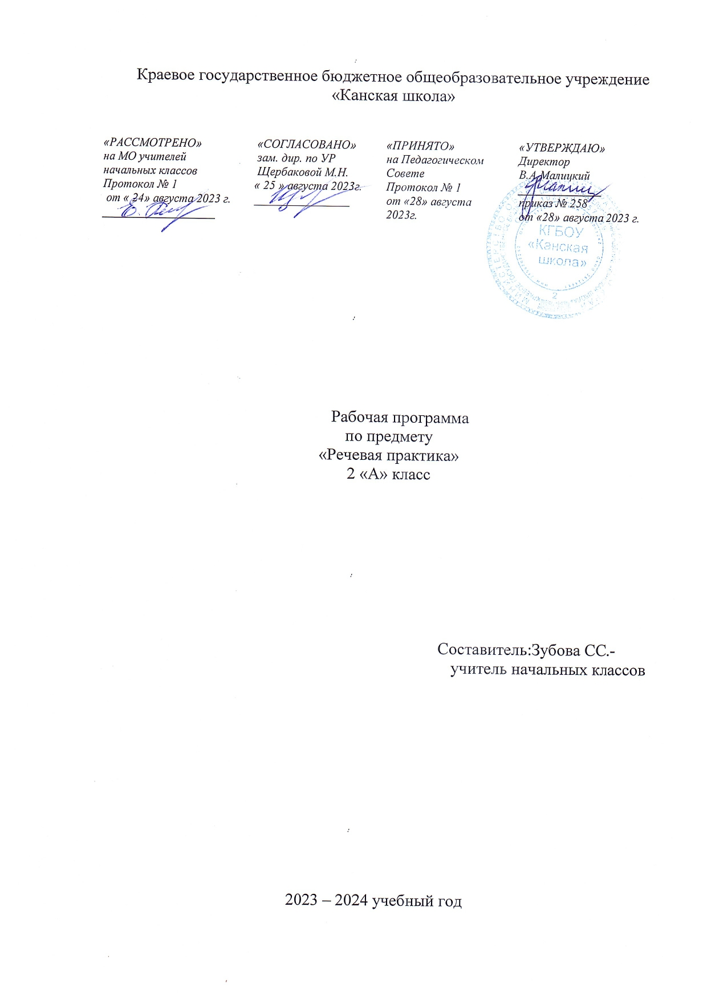 Краевое государственное бюджетное общеобразовательное учреждение
«Канская школа»
«РАССМОТРЕНО»
на МО учителей
начальных классов
Протокол № 1
от « 24» августа 2023 г.
«СОГЛАСОВАНО»
зам. дир. по УР
Щербаковой М.Н.
« 25 » августа 2023г.
«ПРИНЯТО»
на Педагогическом
Совете
Протокол № 1
от «28» августа
2023г.
«УТВЕРЖДАЮ»
Директор
В.А.Малицкий
приказ № 258
от «28» августа 2023 г.
КГБОУ
«Канская
школа»
2
Рабочая программа
по предмету
«Речевая практика»
2 «А» класс
Составитель:Зубова СС.-
учитель начальных классов
2023 – 2024 учебный год